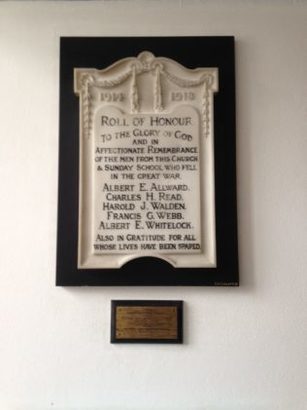 1914 1918
ROLL OF HONOUR
TO THE GLORY OF GOD
AND IN
AFFECTIONATE REMEMBRANCE
OF THE MEN FROM THIS CHURCH
& SUNDAY SCHOOL WHO FELL
IN THE GREAT WAR.
ALBERT E. ALLWARD.
CHARLES H. READ.
HAROLD J. WALDEN.
FRANCIS G. WEBB.
ALBERT E. WHITELOCK.
ALSO IN GRATITUDE FOR ALL
WHOSE LIVES HAVE BEEN SPARED.